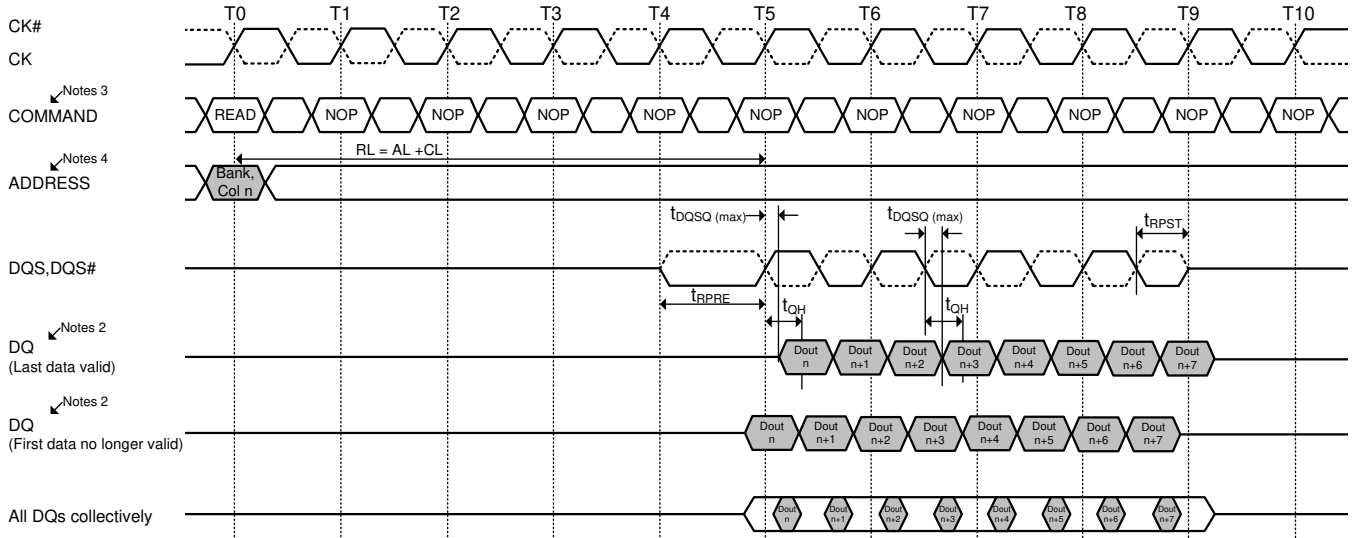 T0 T1 T2 T3 T4 T5 T6 T7 T8 T9 T10
CK#
CK
Notes 3
COMMAND READ NOP NOP NOP NOP NOP NOP NOP NOP NOP NOP
RL = AL +CL
Notes 4
ADDRESS
Bank,
Col n
tDQSQ (max) tDQSQ (max) tRPST
DQS,DQS#
tRPRE tQH tQH
Notes 2
DQ
(Last data valid)
Dout n Dout n+1 Dout n+2 Dout n+3 Dout n+4 Dout n+5 Dout n+6 Dout n+7
Notes 2
DQ
(First data no longer valid)
Dout n Dout n+1 Dout n+2 Dout n+3 Dout n+4 Dout n+5 Dout n+6 Dout n+7
All DQs collectively
Dout n Dout n+1 Dout n+2 Dout n+3 Dout n+4 Dout n+5 Dout n+6 Dout n+7